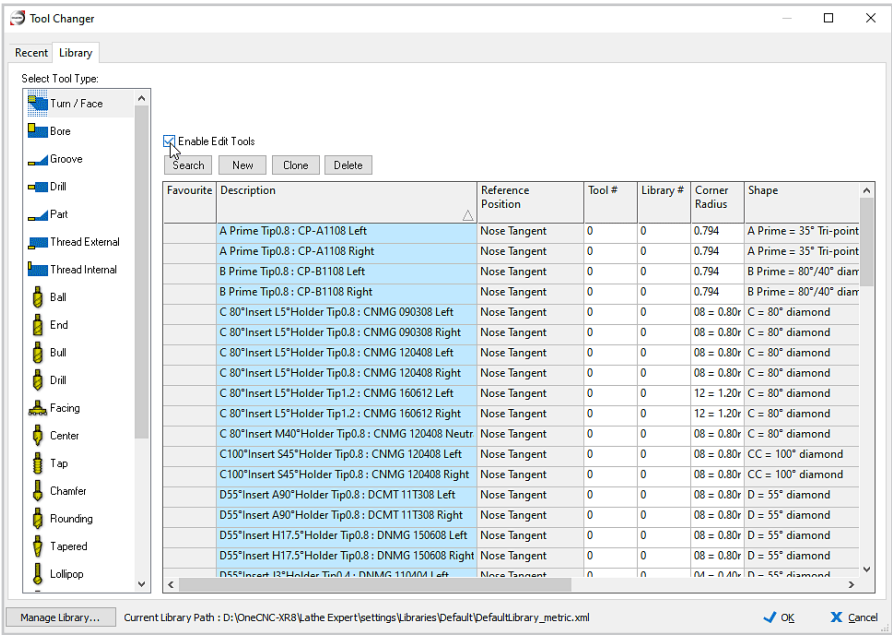 Tool Changer
Recent Library
Select Tool Type:
Turn / Face
Bore
Groove
Drill
Part
Thread External
Thread Internal
Ball
End
Bull
Drill
Facing
Center
Tap
Chamfer
Rounding
Tapered
Lollipop
Enable Edit Tools
Search New Clone Delete
Favourite Description Reference Position Tool # Library # Corner Radius Shape
A Prime Tip0.8 : CP-A1108 Left Nose Tangent 0 0 0.794 A Prime = 35° Tri-point
A Prime Tip0.8 : CP-A1108 Right Nose Tangent 0 0 0.794 A Prime = 35° Tri-point
B Prime Tip0.8 : CP-B1108 Left Nose Tangent 0 0 0.794 B Prime = 80°/40° diam
B Prime Tip0.8 : CP-B1108 Right Nose Tangent 0 0 0.794 B Prime = 80°/40° diam
C 80°Insert L5°Holder Tip0.8 : CNMG 090308 Left Nose Tangent 0 0 08 = 0.80r C = 80° diamond
C 80°Insert L5°Holder Tip0.8 : CNMG 090308 Right Nose Tangent 0 0 08 = 0.80r C = 80° diamond
C 80°Insert L5°Holder Tip0.8 : CNMG 120408 Left Nose Tangent 0 0 08 = 0.80r C = 80° diamond
C 80°Insert L5°Holder Tip0.8 : CNMG 120408 Right Nose Tangent 0 0 08 = 0.80r C = 80° diamond
C 80°Insert L5°Holder Tip1.2 : CNMG 160612 Left Nose Tangent 0 0 12 = 1.20r C = 80° diamond
C 80°Insert L5°Holder Tip1.2 : CNMG 160612 Right Nose Tangent 0 0 12 = 1.20r C = 80° diamond
C 80°Insert M40°Holder Tip0.8 : CNMG 120408 Neutr Nose Tangent 0 0 08 = 0.80r C = 80° diamond
C100°Insert S45°Holder Tip0.8 : CNMG 120408 Left Nose Tangent 0 0 08 = 0.80r CC = 100° diamond
C100°Insert S45°Holder Tip0.8 : CNMG 120408 Right Nose Tangent 0 0 08 = 0.80r CC = 100° diamond
D55°Insert A90°Holder Tip0.8 : DCMT 11T308 Left Nose Tangent 0 0 08 = 0.80r D = 55° diamond
D55°Insert A90°Holder Tip0.8 : DCMT 11T308 Right Nose Tangent 0 0 08 = 0.80r D = 55° diamond
D55°Insert H17.5°Holder Tip0.8 : DNMG 150608 Left Nose Tangent 0 0 08 = 0.80r D = 55° diamond
D55°Insert H17.5°Holder Tip0.8 : DNMG 150608 Right Nose Tangent 0 0 08 = 0.80r D = 55° diamond
D55°Insert J3°Holder Tip0.4 : DNMG 110404 Left Nose Tangent 0 0 04 = 0.40r D = 55° diamond
Manage Library... Current Library Path : D:\OneCNC-XR8\Lathe Expert\settings\Libraries\Default\DefaultLibrary_metric.xml OK Cancel